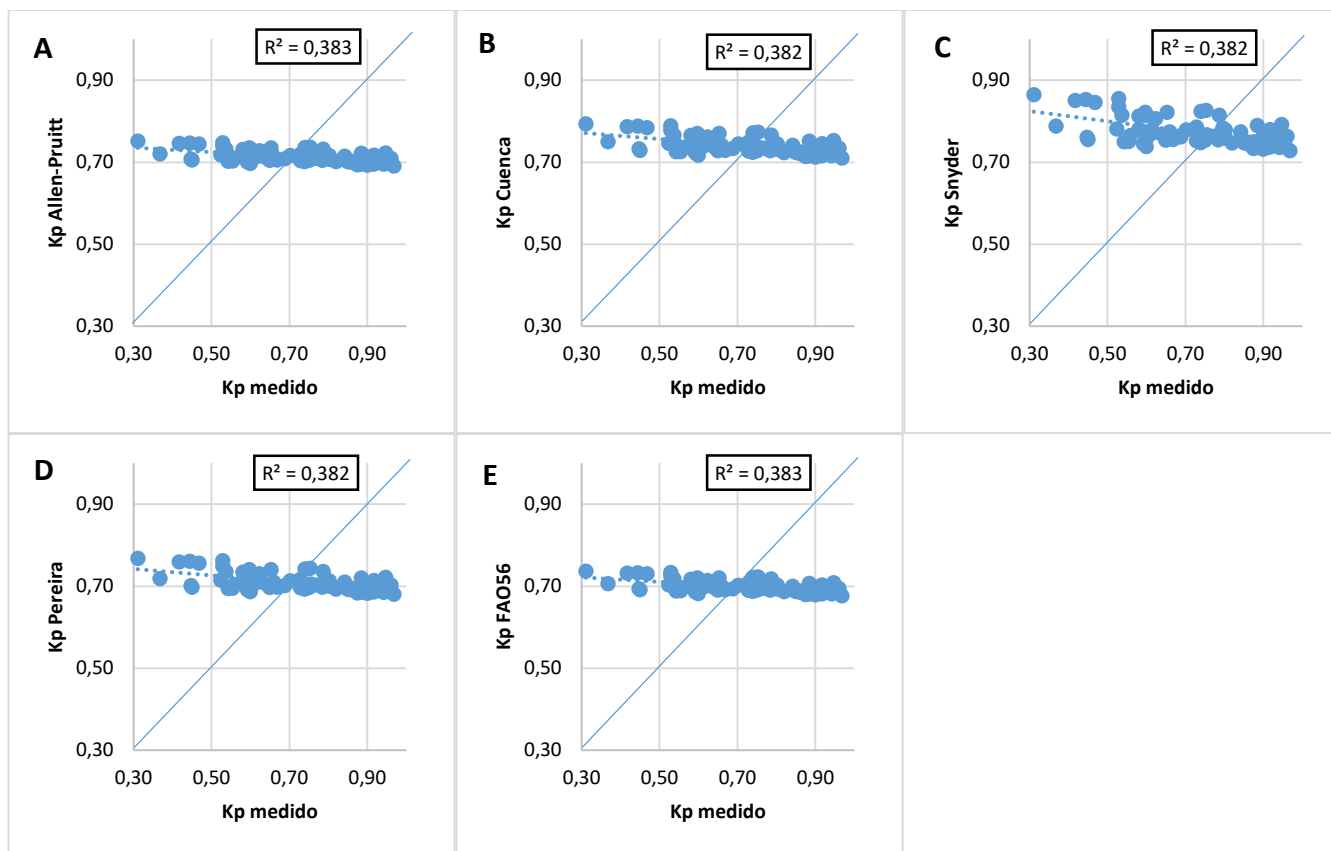 A
R² = 0,383
0,90
0,70
0,50
0,30
0,30 0,50 0,70 0,90
Kp Allen-Pruitt
Kp medido
B
R² = 0,382
0,90
0,70
0,50
0,30
0,30 0,50 0,70 0,90
Kp Cuenca
Kp medido
C
R² = 0,382
0,90
0,70
0,50
0,30
0,30 0,50 0,70 0,90
Kp Snyder
Kp medido
D
R² = 0,382
0,90
0,70
0,50
0,30
0,30 0,50 0,70 0,90
Kp Pereira
Kp medido
E
R² = 0,383
0,90
0,70
0,50
0,30
0,30 0,50 0,70 0,90
Kp FAO56
Kp medido